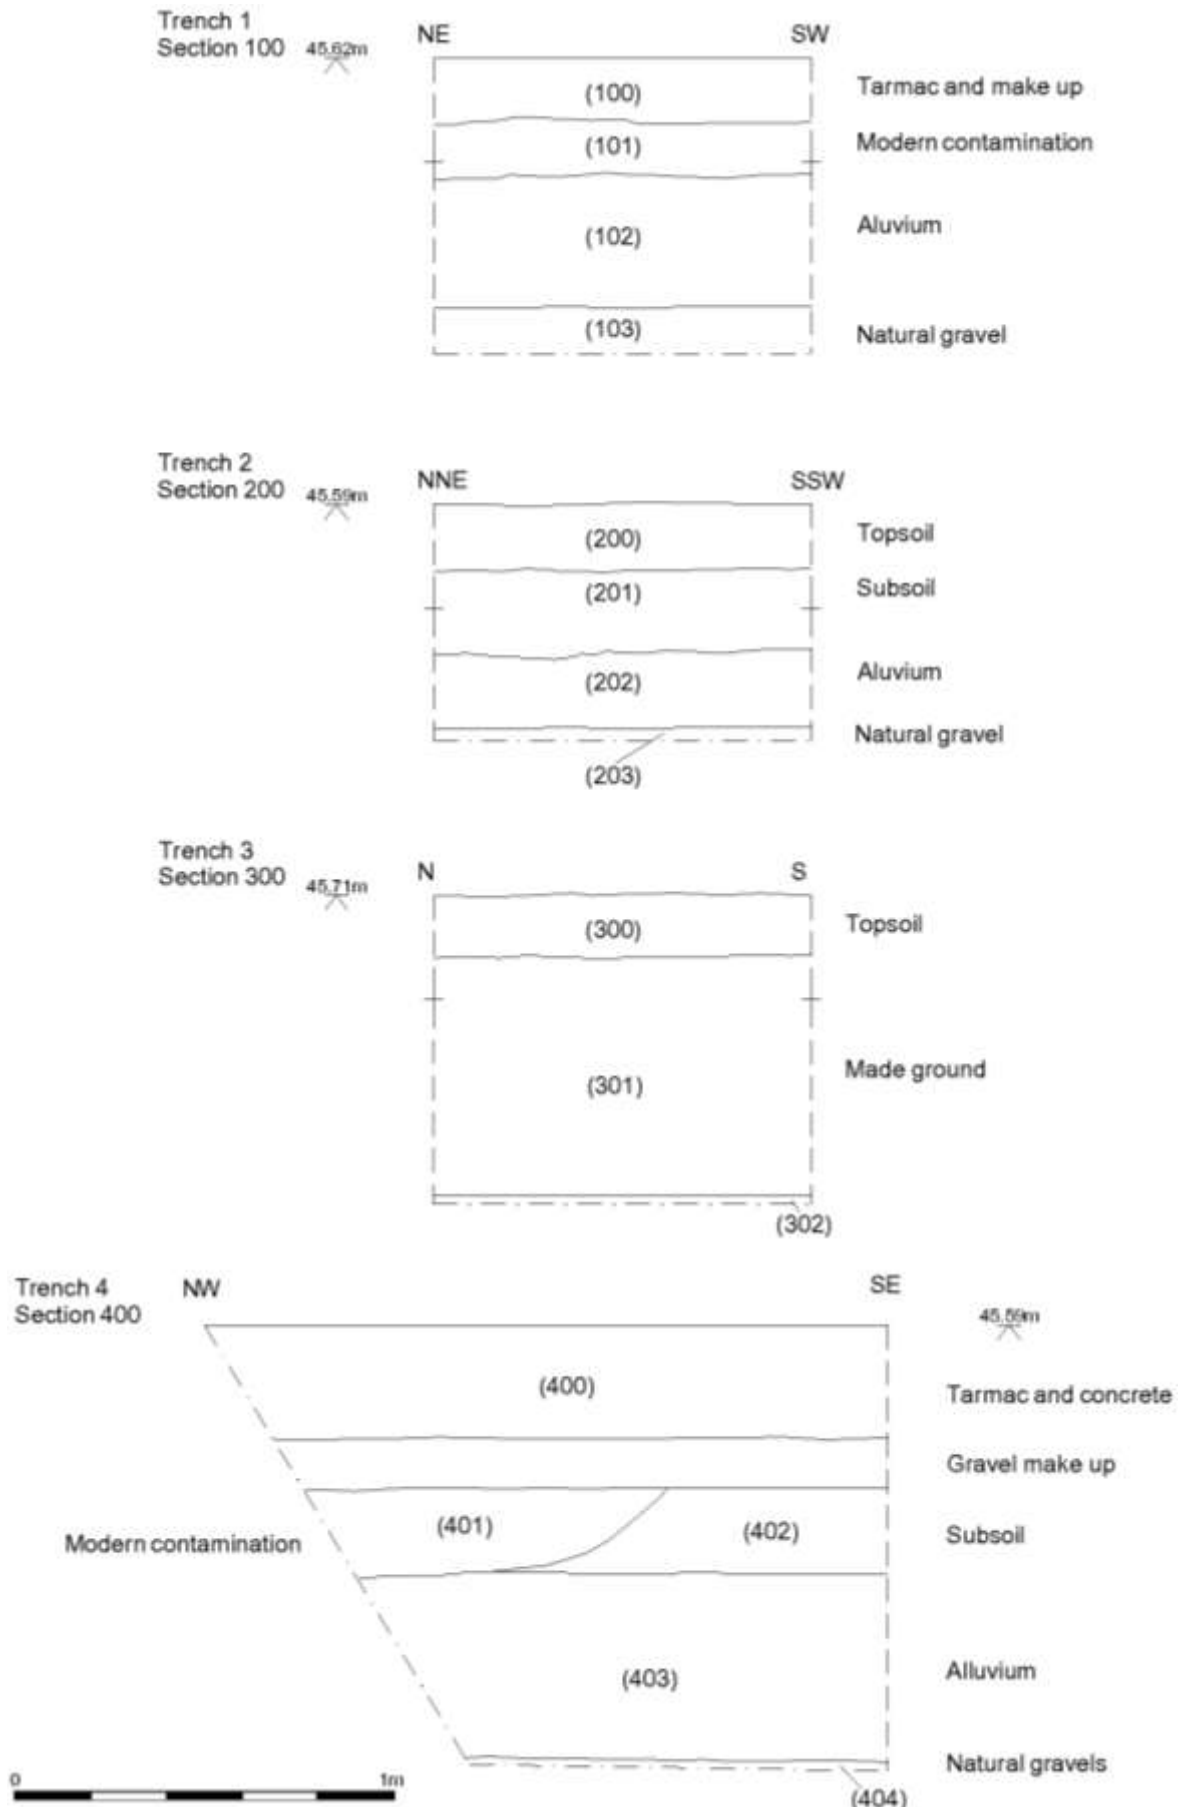 Trench 1
Section 100
45.62m
NE
SW
(100)
Tarmac and make up
(101)
Modern contamination
(102)
Aluvium
(103)
Natural gravel
Trench 2
Section 200
45.59m
NNE
SSW
(200)
Topsoil
(201)
Subsoil
(202)
Aluvium
Natural gravel
(203)
Trench 3
Section 300
45.71m
N
S
(300)
Topsoil
(301)
Made ground
(302)
Trench 4
Section 400
NW
SE
45.59m
(400)
Tarmac and concrete
Gravel make up
Modern contamination
(401)
(402)
Subsoil
(403)
Alluvium
Natural gravels
(404)
0
1m